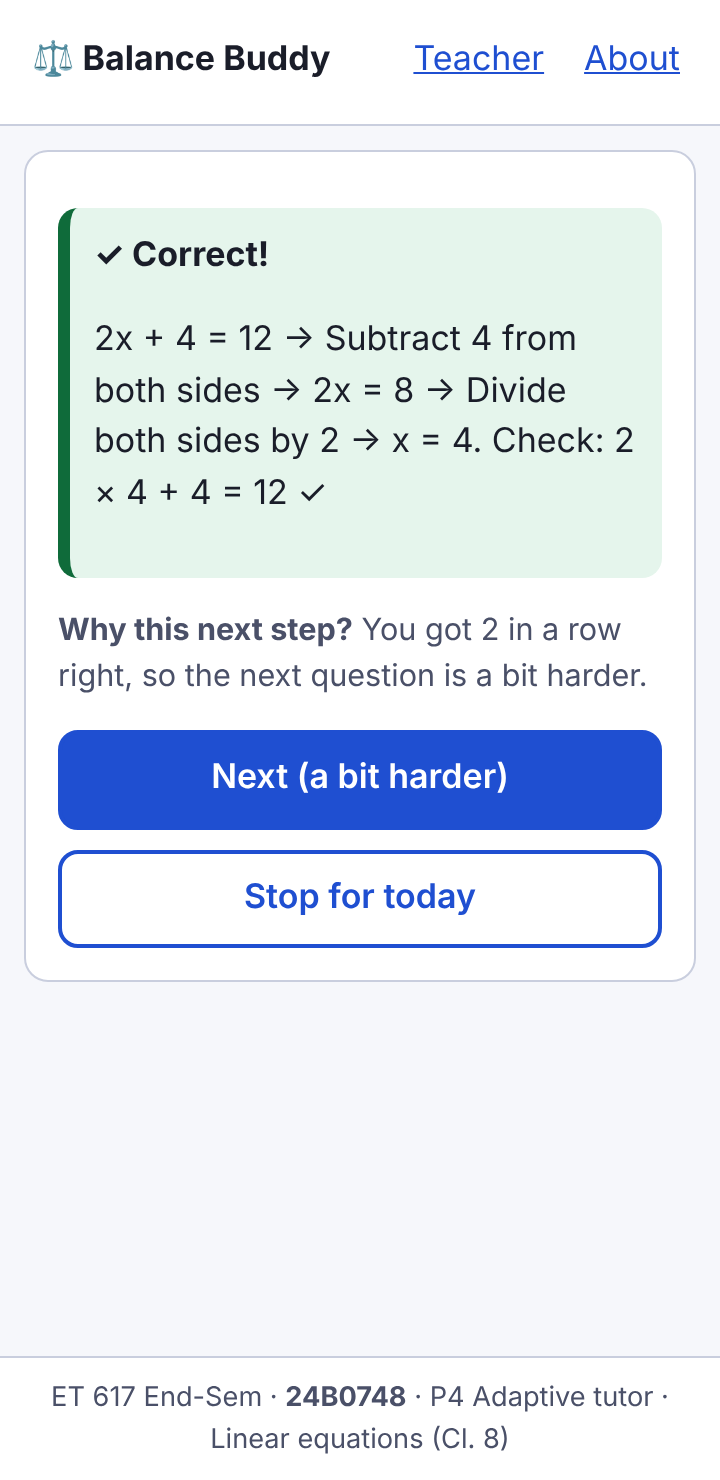 ⚖️ Balance Buddy Teacher About
✓ Correct!
2x + 4 = 12 → Subtract 4 from
both sides → 2x = 8 → Divide
both sides by 2 → x = 4. Check: 2
× 4 + 4 = 12 ✓
Why this next step? You got 2 in a row
right, so the next question is a bit harder.
Next (a bit harder)
Stop for today
ET 617 End-Sem · 24B0748 · P4 Adaptive tutor ·
Linear equations (Cl. 8)